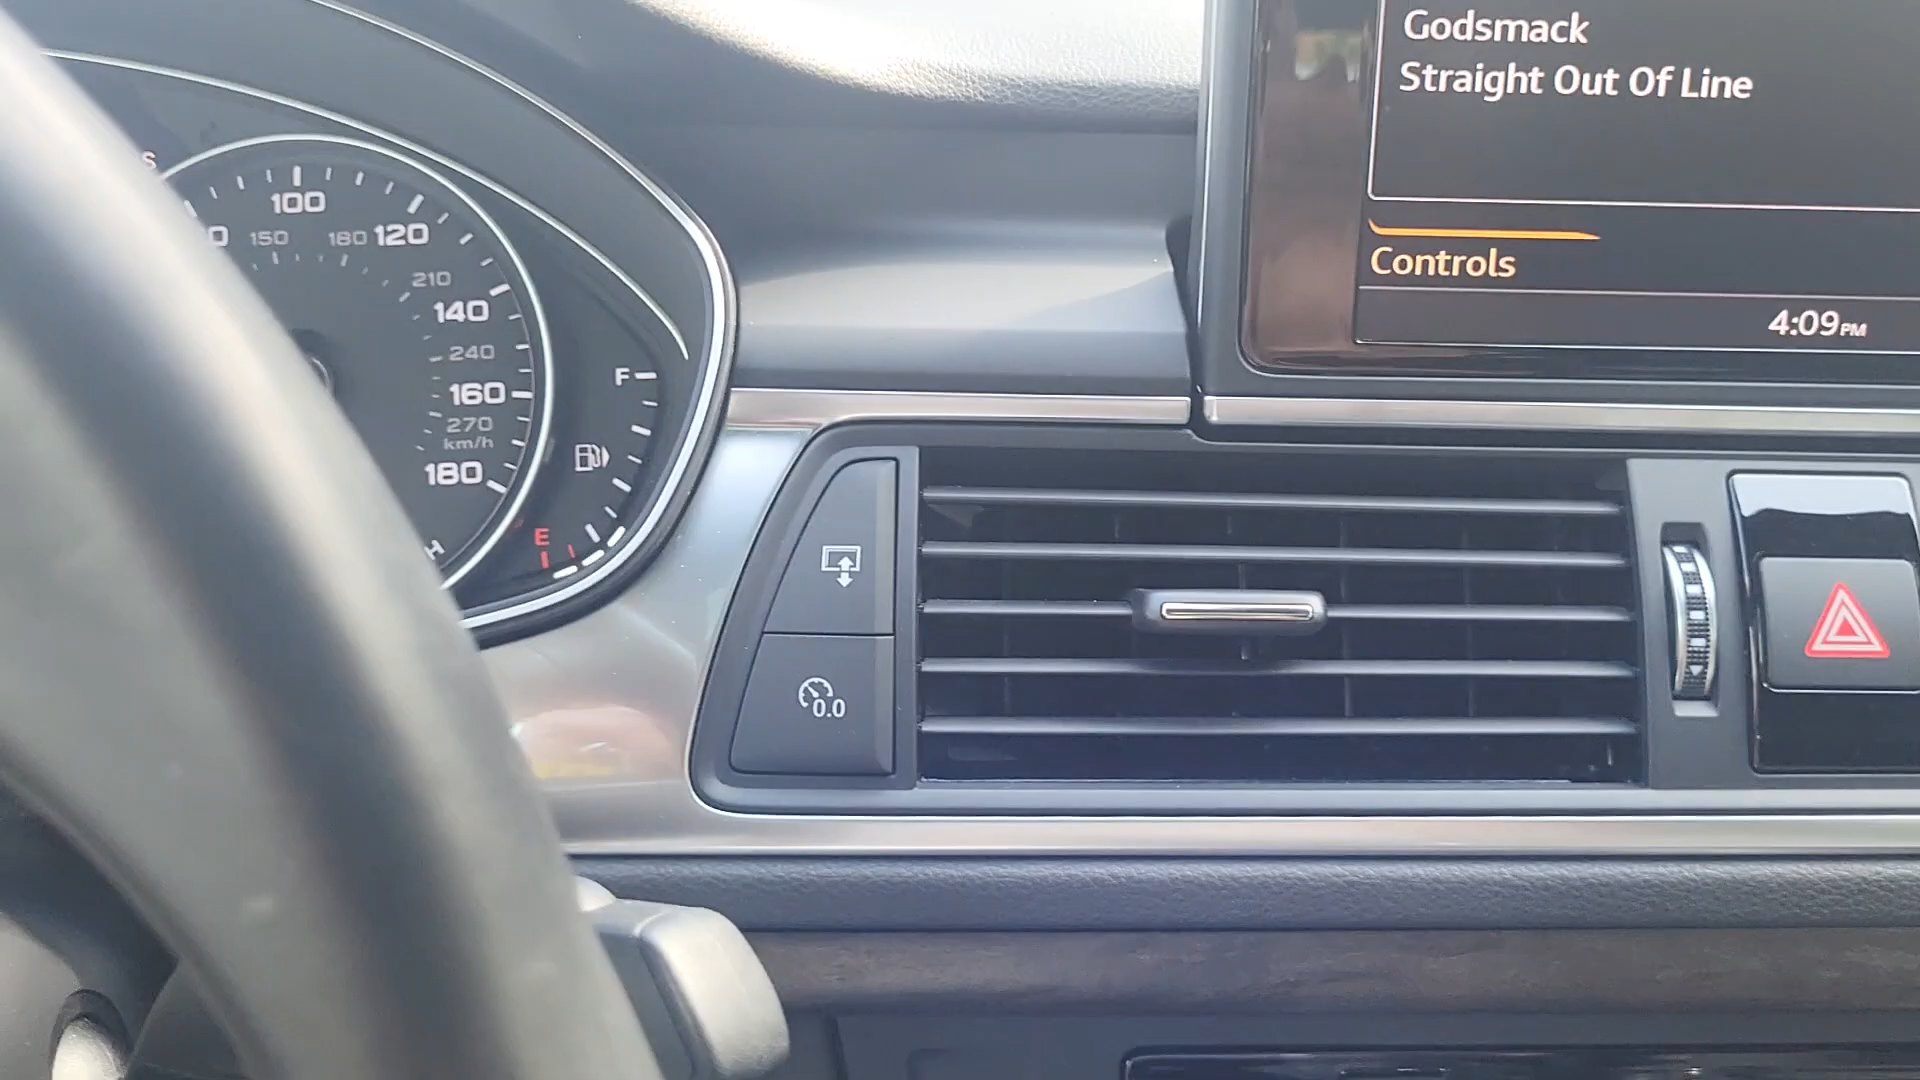 Godsmack
Straight Out Of Line
Controls
4:09PM
100
120
140
160
180
150
180
210
240
270
km/h
F
E
H
S
0.0